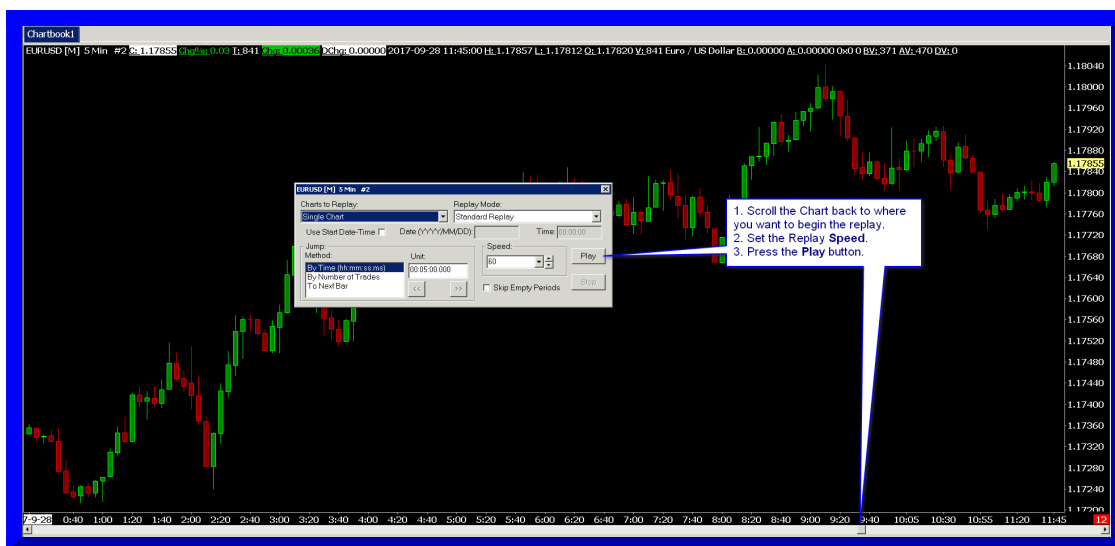 Chartbook1
EURUSD [M] 5 Min #2 C: 1.17855 Chg%: 0.03 T: 841 Chg: 0.00036 DChg: 0.00000 2017-09-28 11:45:00 H: 1.17857 L: 1.17812 O: 1.17820 V: 841 Euro / US Dollar B: 0.00000 A: 0.00000 0x0 0 BV: 371 AV: 470 DV: 0
1.18040
1.18000
1.17960
1.17920
1.17880
1.17855
1.17840
1.17800
1.17760
1.17720
1.17680
1.17640
1.17600
1.17560
1.17520
1.17480
1.17440
1.17400
1.17360
1.17320
1.17280
1.17240
1.17200
EURUSD [M] 5 Min #2
Charts to Replay: Replay Mode:
Single Chart Standard Replay
Use Start Date-Time Date (YYYY/MM/DD): Time: 00:00:00
Jump: Speed:
Method: Unit:
By Time (hh:mm:ss.ms) 00:05:00.000 60 Play
By Number of Trades
To Next Bar << >> Skip Empty Periods Stop
1. Scroll the Chart back to where
you want to begin the replay.
2. Set the Replay Speed.
3. Press the Play button.
7-9-28 0:40 1:00 1:20 1:40 2:00 2:20 2:40 3:00 3:20 3:40 4:00 4:20 4:40 5:00 5:20 5:40 6:00 6:20 6:40 7:00 7:20 7:40 8:00 8:20 8:40 9:00 9:20 9:40 10:05 10:30 10:55 11:20 11:45 12